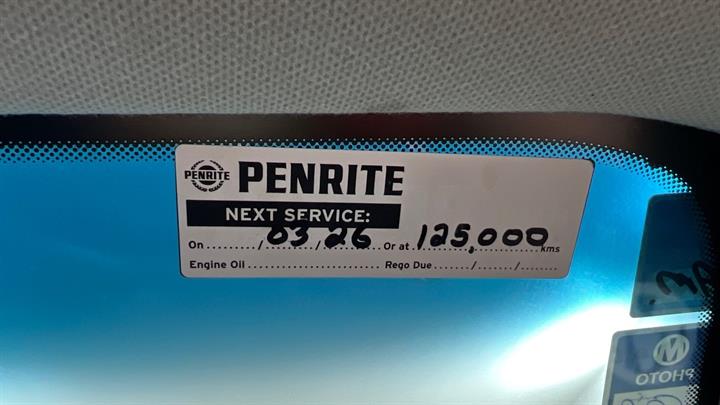 PENRITE PENRITE
NEXT SERVICE:
On........./03/26 Or at 125,000 kms
Engine Oil.............................. Rego Due......./......./........
M
PHOTO